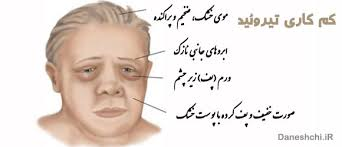 کم کاری تیروئید
موی خشک، ضخیم و پراکنده
ابروهای جانبی نازک
ورم (پف) زیر چشم
صورت خفیف و پف کرده با پوست خشک
Daneshchi.iR